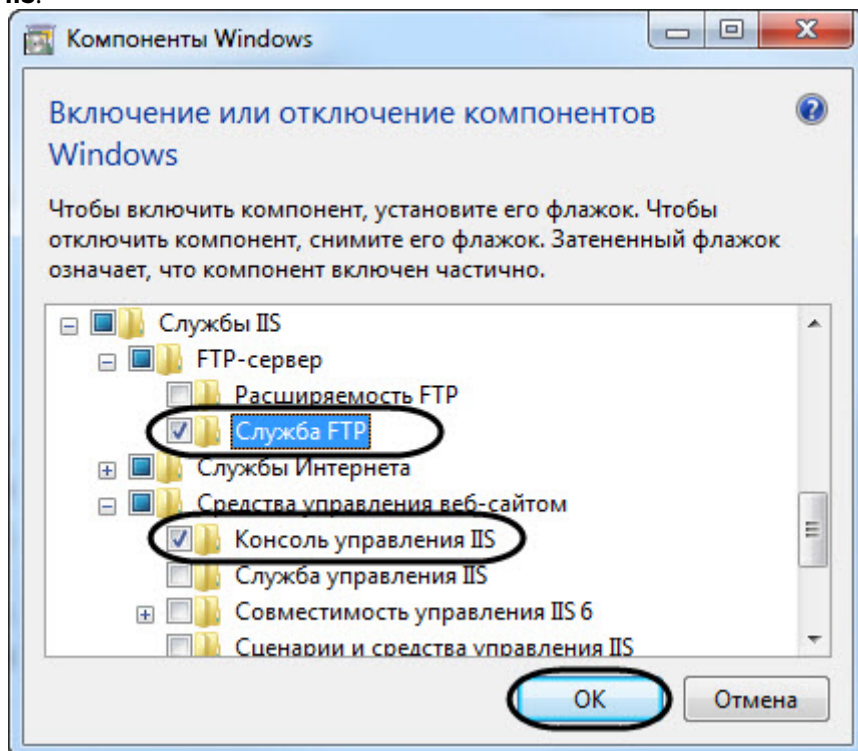 IIS.
Компоненты Windows
Включение или отключение компонентов
Windows
Чтобы включить компонент, установите его флажок. Чтобы
отключить компонент, снимите его флажок. Затененный флажок
означает, что компонент включен частично.
Службы IIS
FTP-сервер
Расширяемость FTP
Служба FTP
Службы Интернета
Средства управления веб-сайтом
Консоль управления IIS
Служба управления IIS
Совместимость управления IIS 6
Сценарии и средства управления IIS
ОК
Отмена